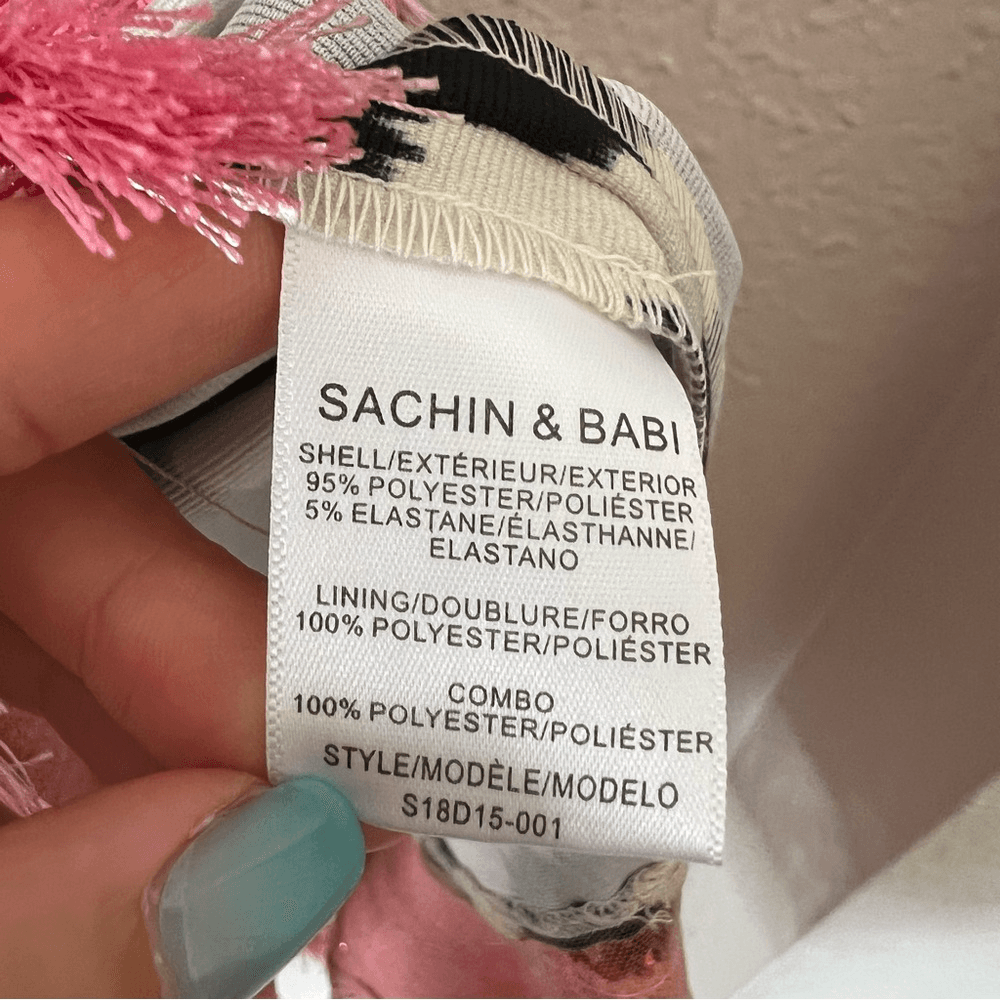 SACHIN & BABI
SHELL/EXTÉRIEUR/EXTERIOR
95% POLYESTER/POLIÉSTER
5% ELASTANE/ÉLASTHANNE/
ELASTANO
LINING/DOUBLURE/FORRO
100% POLYESTER/POLIÉSTER
COMBO
100% POLYESTER/POLIÉSTER
STYLE/MODÈLE/MODELO
S18D15-001